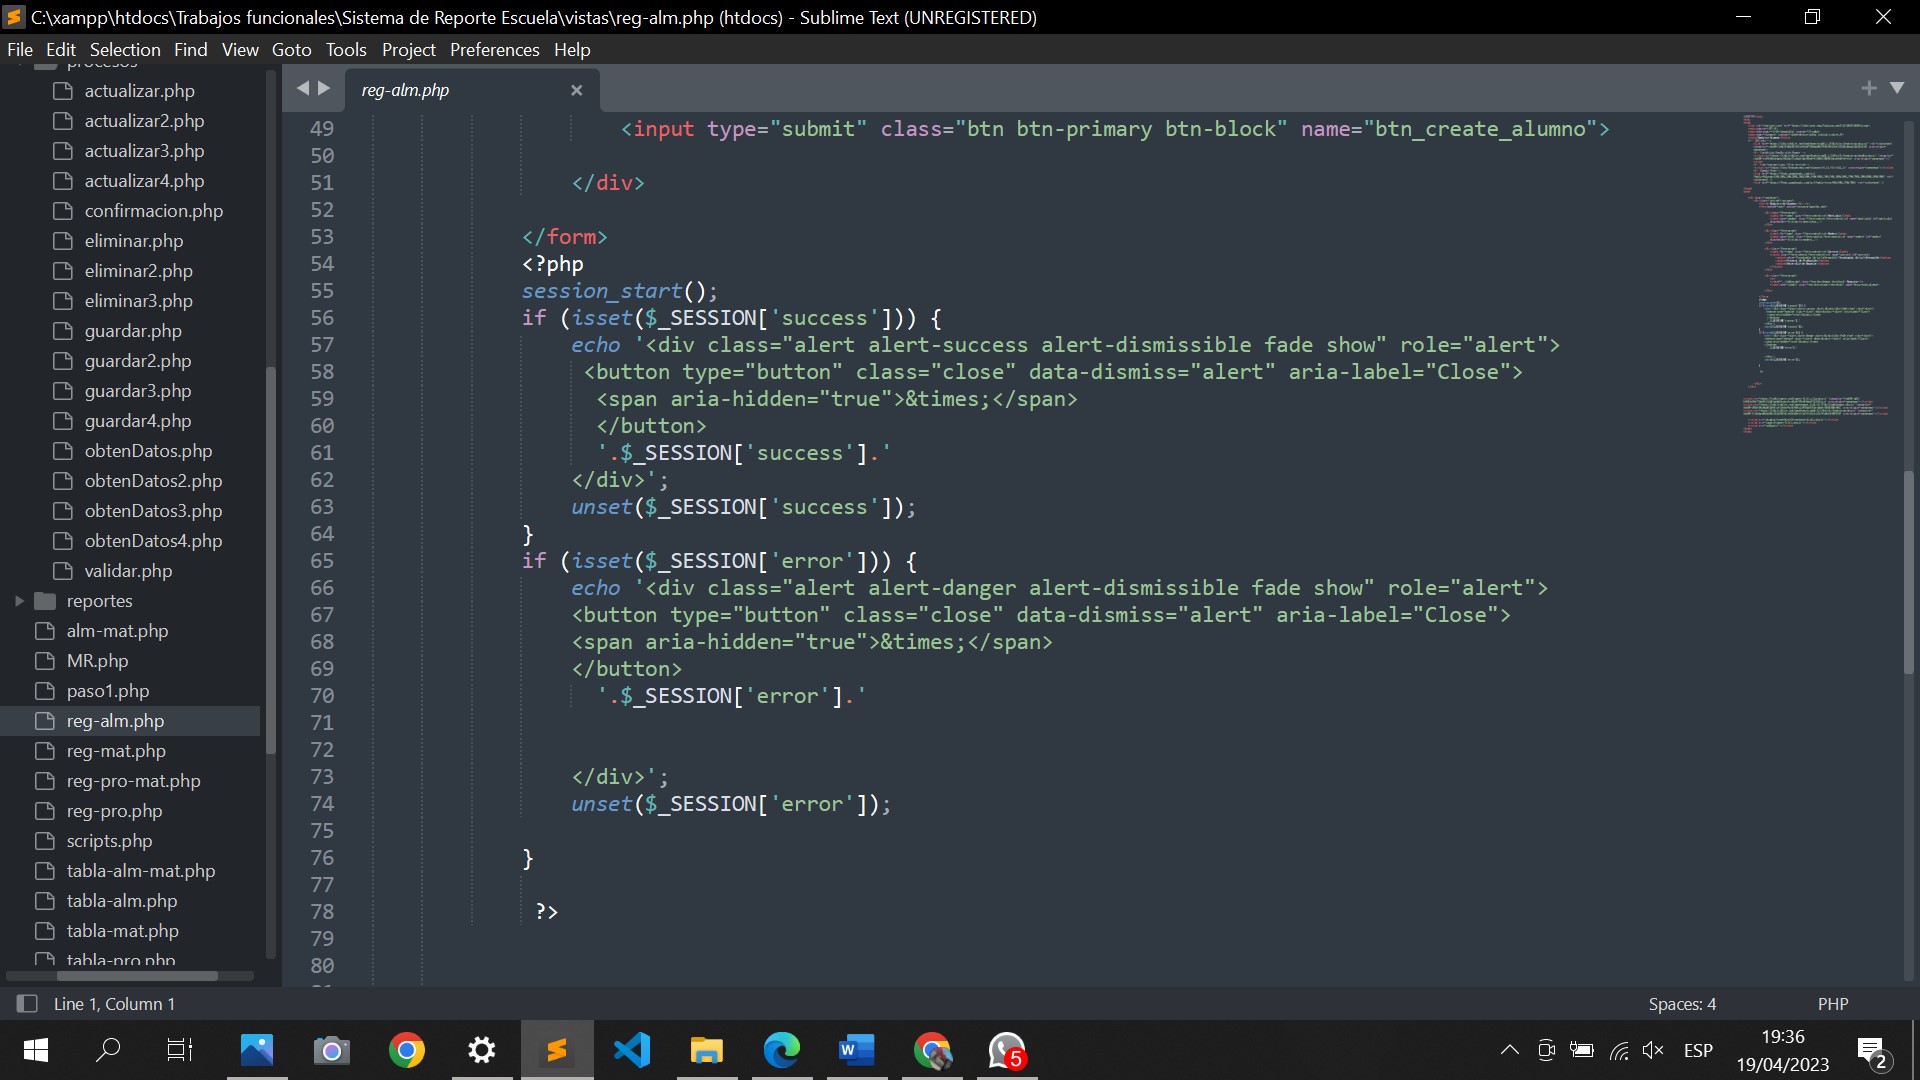 C:\xampp\htdocs\Trabajos funcionales\Sistema de Reporte Escuela\vistas\reg-alm.php (htdocs) - Sublime Text (UNREGISTERED)
File Edit Selection Find View Goto Tools Project Preferences Help
procesos
actualizar.php
actualizar2.php
actualizar3.php
actualizar4.php
confirmacion.php
eliminar.php
eliminar2.php
eliminar3.php
guardar.php
guardar2.php
guardar3.php
guardar4.php
obtenDatos.php
obtenDatos2.php
obtenDatos3.php
obtenDatos4.php
validar.php
reportes
alm-mat.php
MR.php
paso1.php
reg-alm.php
reg-mat.php
reg-pro-mat.php
reg-pro.php
scripts.php
tabla-alm-mat.php
tabla-alm.php
tabla-mat.php
tabla-pro.php
reg-alm.php
49 <input type="submit" class="btn btn-primary btn-block" name="btn_create_alumno">
50
51 </div>
52
53 </form>
54 <?php
55 session_start();
56 if (isset($_SESSION['success'])) {
57 echo '<div class="alert alert-success alert-dismissible fade show" role="alert">
58 <button type="button" class="close" data-dismiss="alert" aria-label="Close">
59 <span aria-hidden="true">&times;</span>
60 </button>
61 '.$_SESSION['success'].'
62 </div>';
63 unset($_SESSION['success']);
64 }
65 if (isset($_SESSION['error'])) {
66 echo '<div class="alert alert-danger alert-dismissible fade show" role="alert">
67 <button type="button" class="close" data-dismiss="alert" aria-label="Close">
68 <span aria-hidden="true">&times;</span>
69 </button>
70 '.$_SESSION['error'].'
71
72
73 </div>';
74 unset($_SESSION['error']);
75
76 }
77
78 ?>
79
80
Line 1, Column 1
Spaces: 4
PHP
5
ESP
19:36
19/04/2023
2